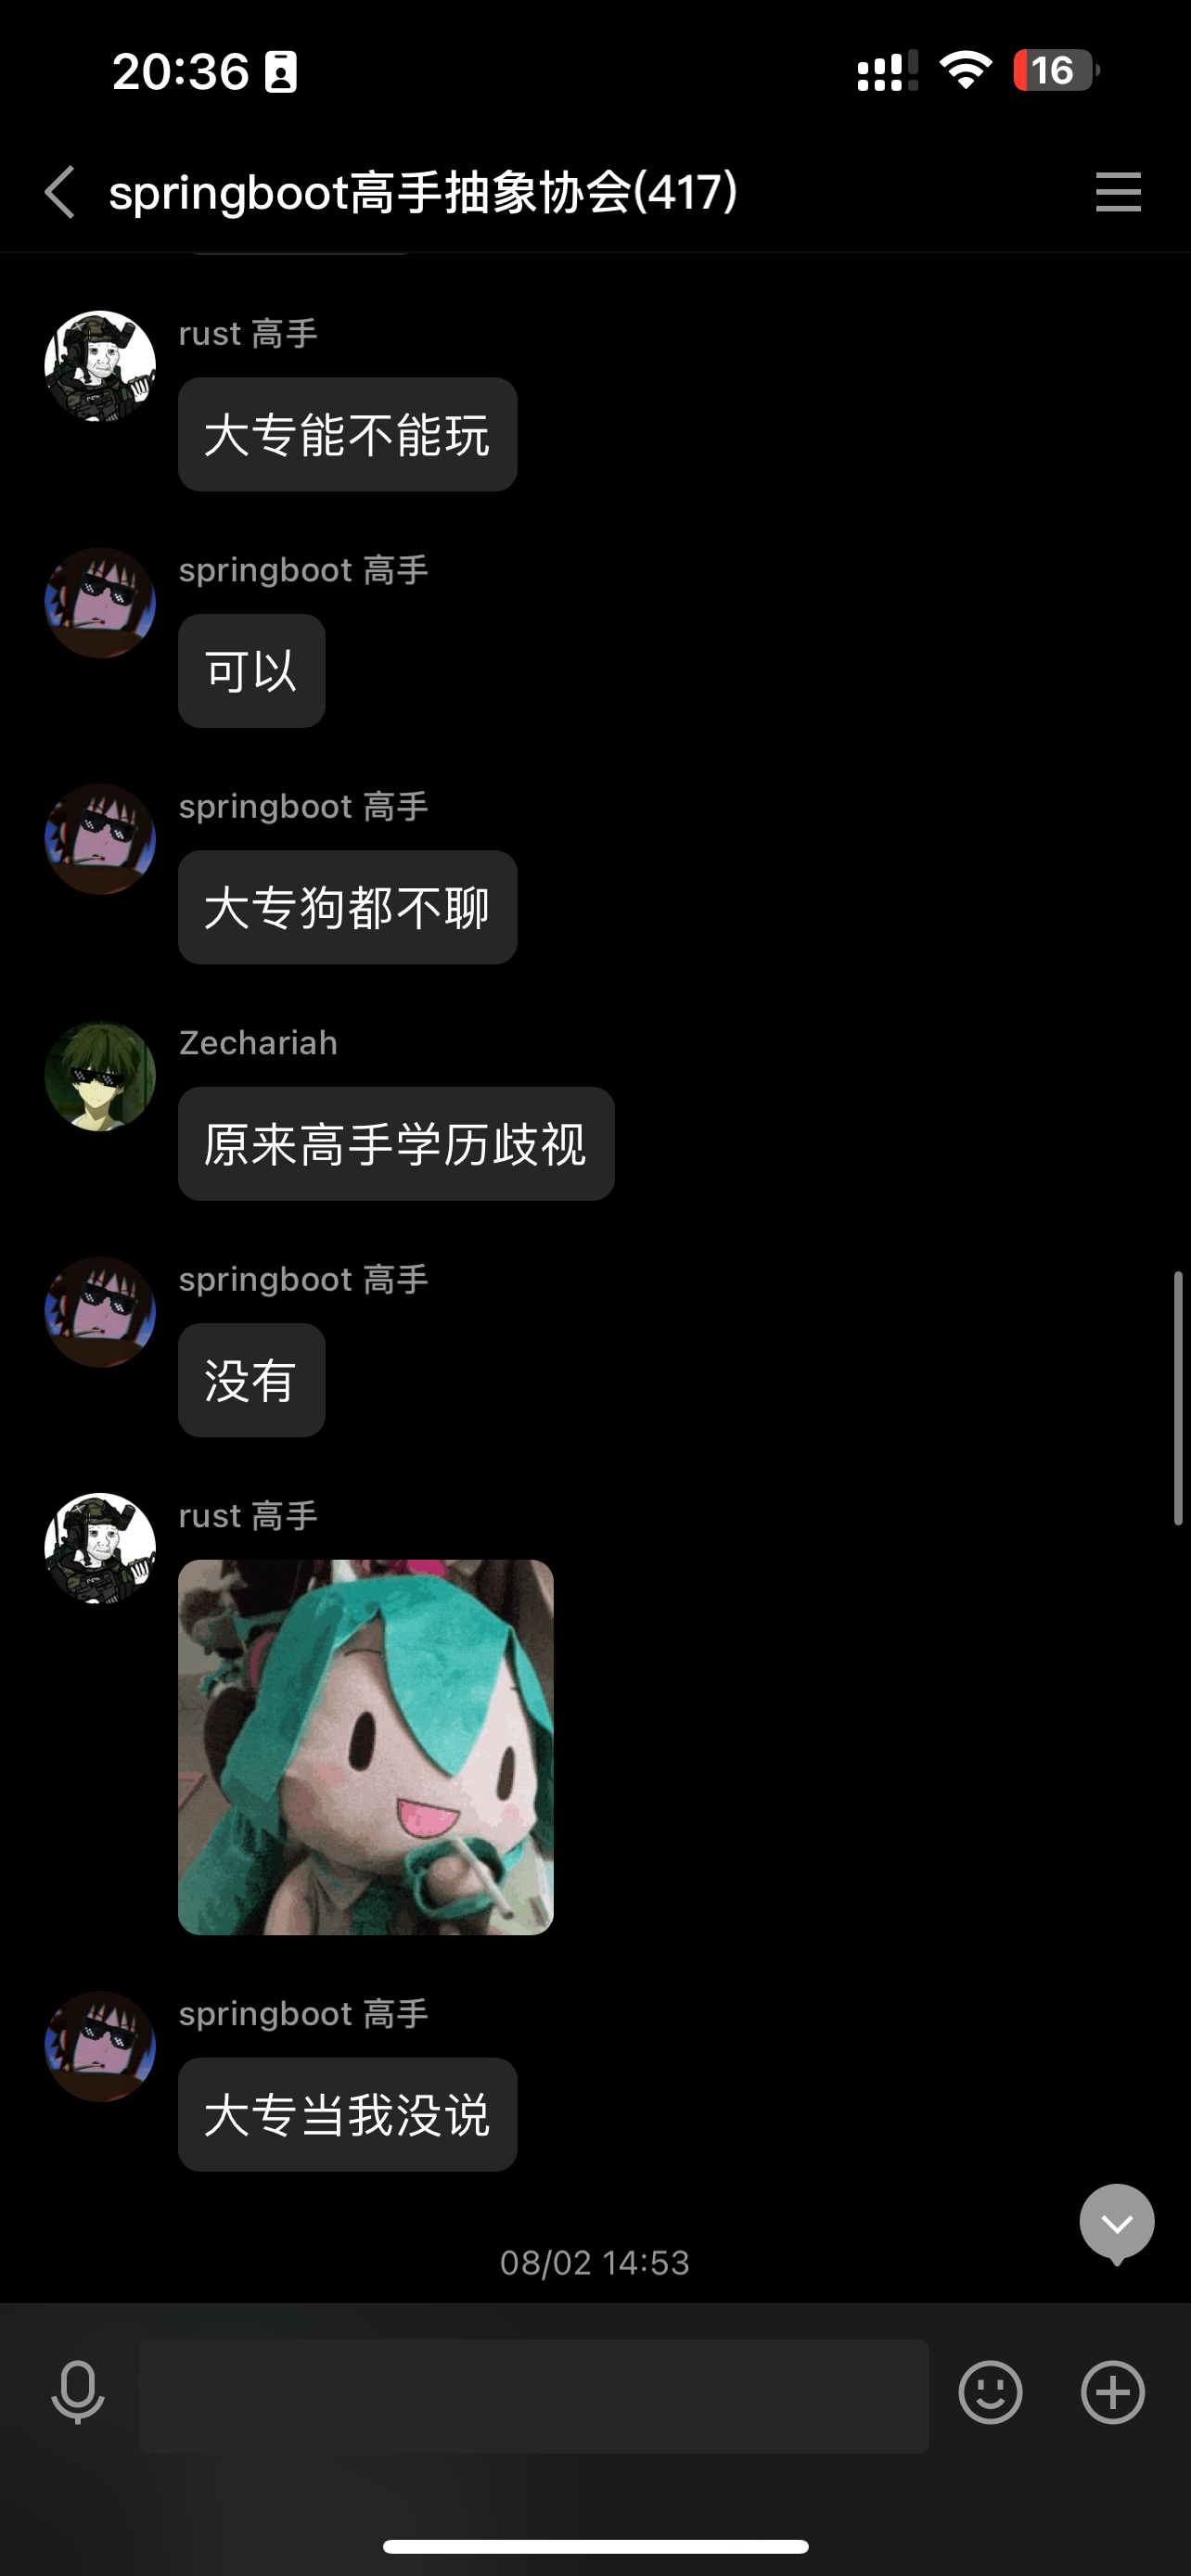 20:36
16
springboot高手抽象协会(417)
rust 高手
大专能不能玩
springboot 高手
可以
springboot 高手
大专狗都不聊
Zechariah
原来高手学历歧视
springboot 高手
没有
rust 高手
springboot 高手
大专当我没说
08/02 14:53